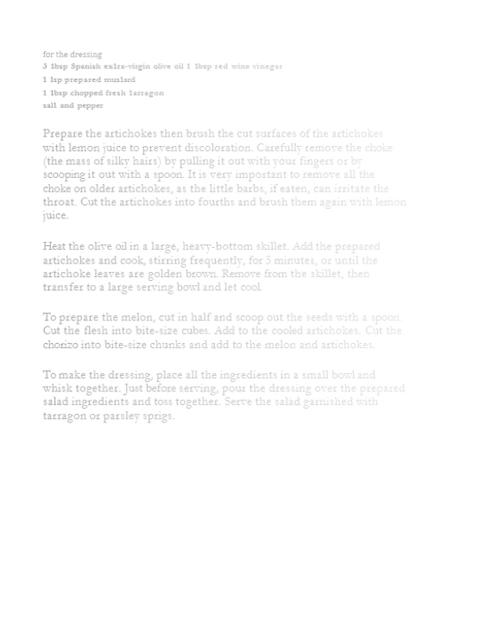 for the dressing
3 tbsp Spanish extra-virgin olive oil 1 tbsp red wine vinegar
1 tsp prepared mustard
1 tbsp chopped fresh tarragon
salt and pepper
Prepare the artichokes then brush the cut surfaces of the artichokes
with lemon juice to prevent discoloration. Carefully remove the choke
(the mass of silky hairs) by pulling it out with your fingers or by
scooping it out with a spoon. It is very important to remove all the
choke on older artichokes, as the little barbs, if eaten, can irritate the
throat. Cut the artichokes into fourths and brush them again with lemon
juice.
Heat the olive oil in a large, heavy-bottom skillet. Add the prepared
artichokes and cook, stirring frequently, for 5 minutes, or until the
artichoke leaves are golden brown. Remove from the skillet, then
transfer to a large serving bowl and let cool.
To prepare the melon, cut in half and scoop out the seeds with a spoon.
Cut the flesh into bite-size cubes. Add to the cooled artichokes. Cut the
chorizo into bite-size chunks and add to the melon and artichokes.
To make the dressing, place all the ingredients in a small bowl and
whisk together. Just before serving, pour the dressing over the prepared
salad ingredients and toss together. Serve the salad garnished with
tarragon or parsley sprigs.